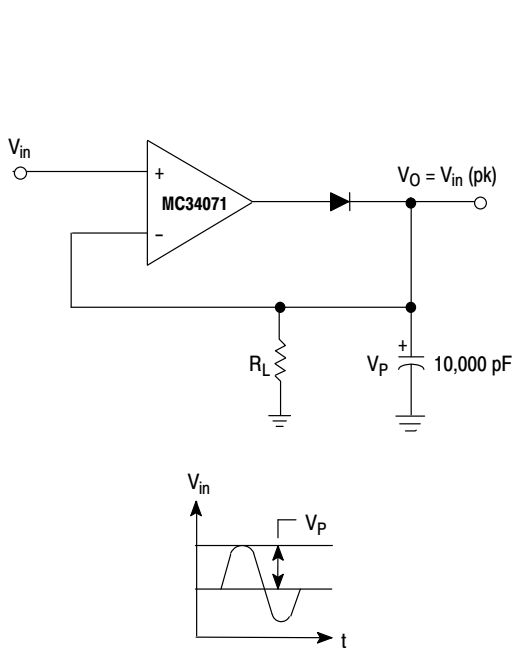 Vin
+
MC34071
VO = Vin (pk)
–
RL
+
VP
10,000 pF
Vin
VP
t